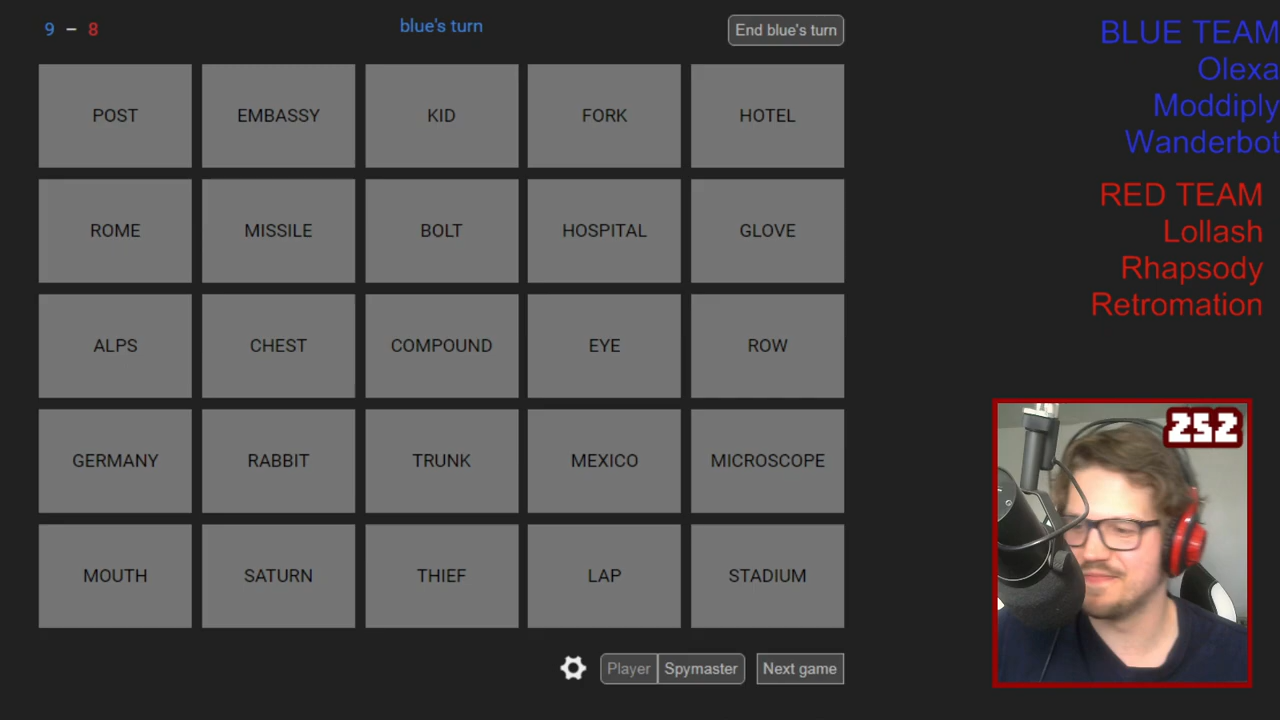 9 – 8
blue's turn
End blue's turn
POST
EMBASSY
KID
FORK
HOTEL
ROME
MISSILE
BOLT
HOSPITAL
GLOVE
ALPS
CHEST
COMPOUND
EYE
ROW
GERMANY
RABBIT
TRUNK
MEXICO
MICROSCOPE
MOUTH
SATURN
THIEF
LAP
STADIUM
Player
Spymaster
Next game
BLUE TEAM
Olexa
Moddiply
Wanderbot
RED TEAM
Lollash
Rhapsody
Retromation
252